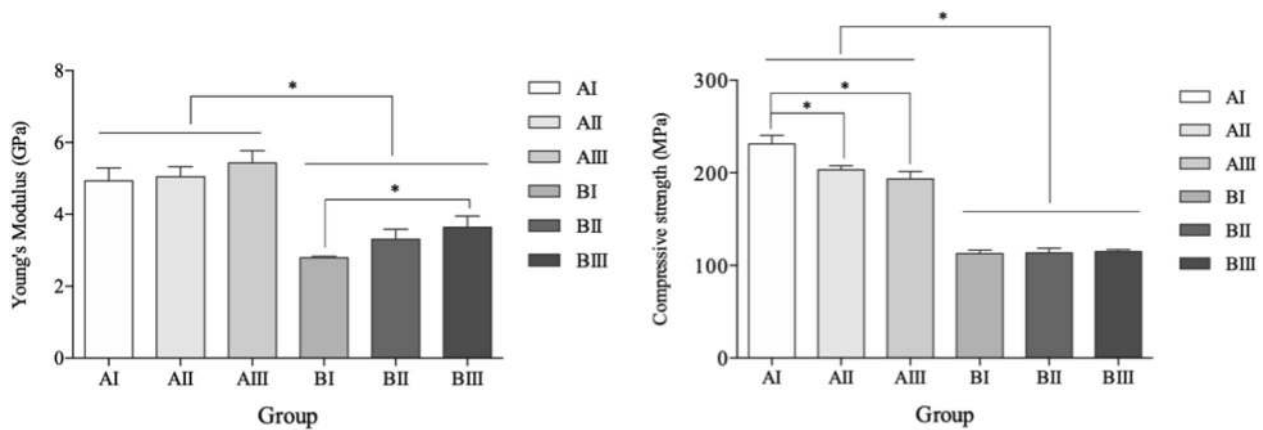 Young's Modulus (GPa)
8
6
4
2
0
*
*
AI
AII
AIII
BI
BII
BIII
Group
AI
AII
AIII
BI
BII
BIII
Compressive strength (MPa)
300
200
100
0
*
*
*
AI
AII
AIII
BI
BII
BIII
Group
AI
AII
AIII
BI
BII
BIII